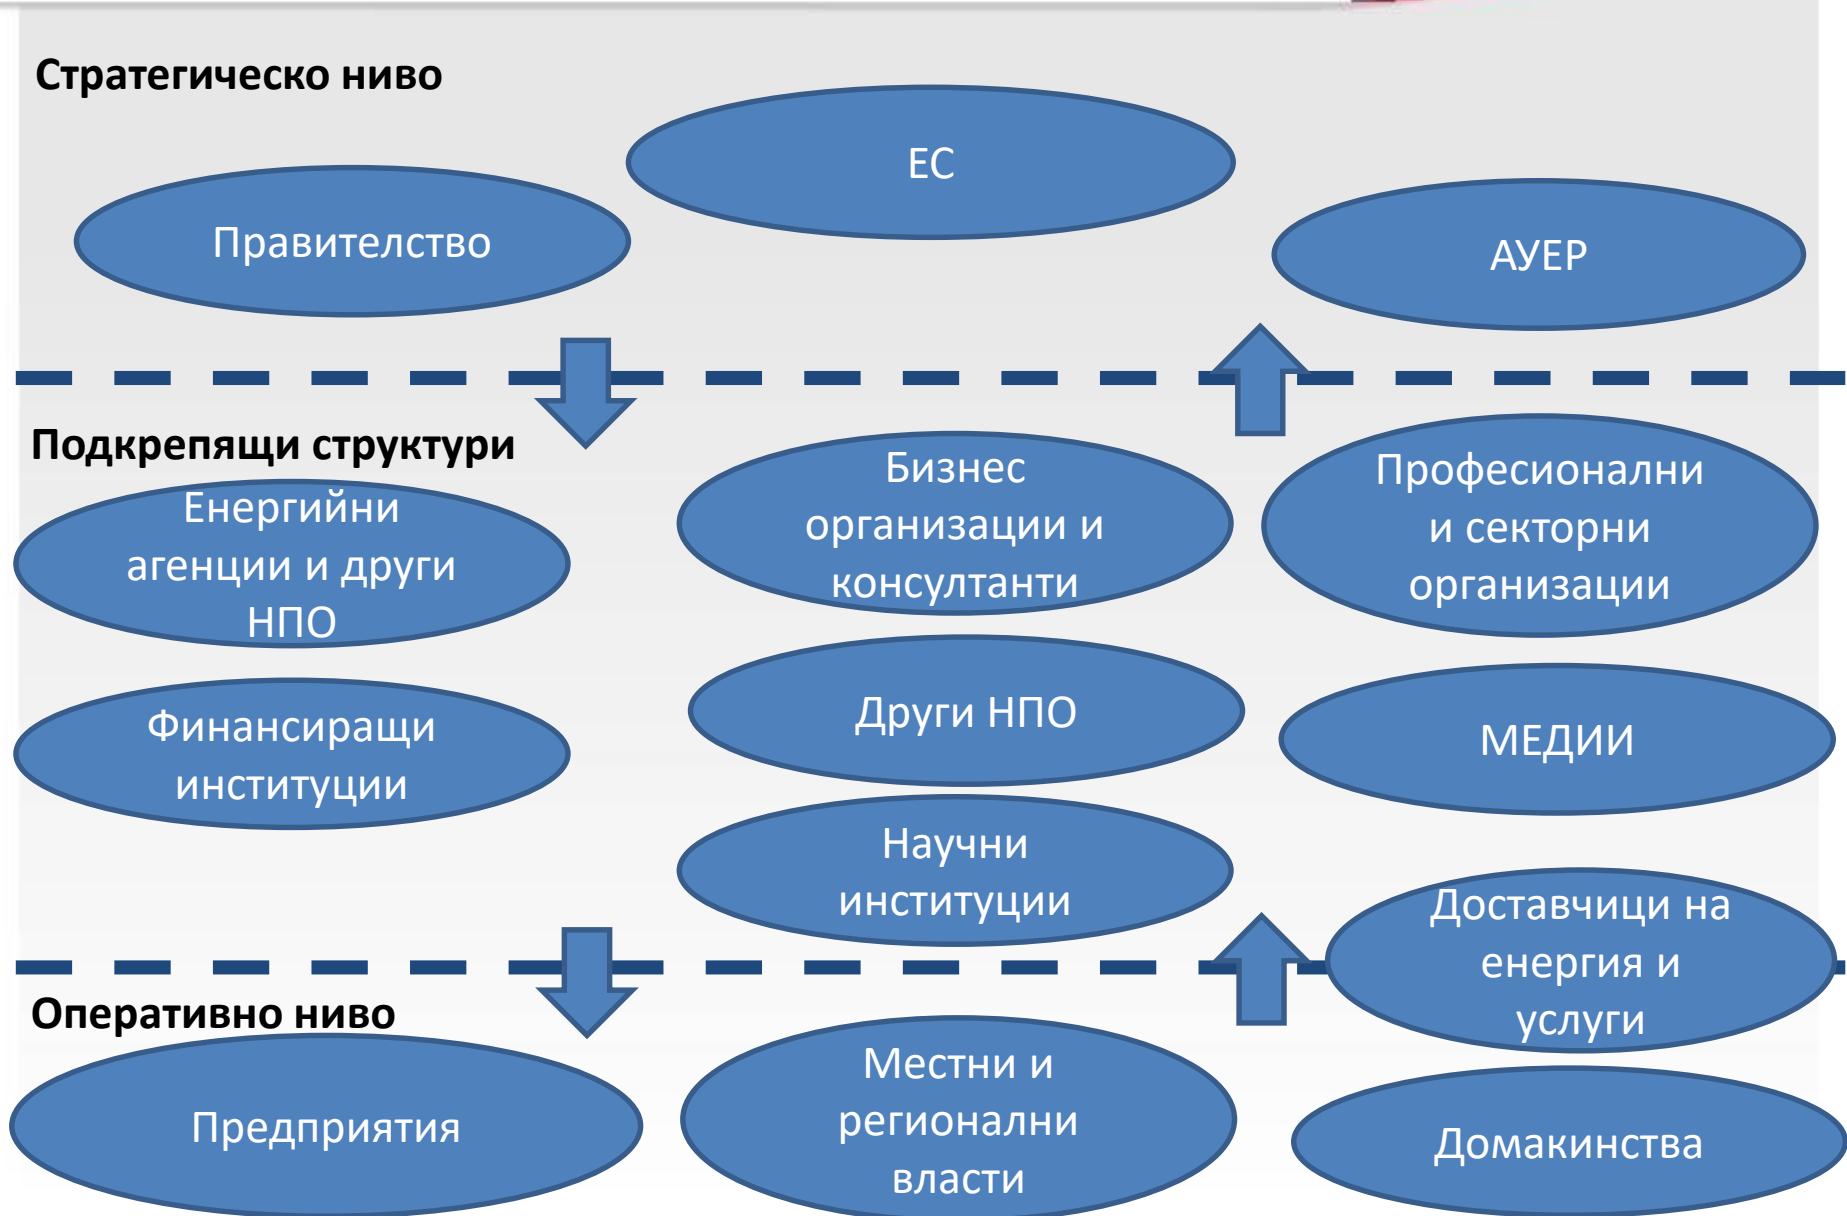 Стратегическо ниво
ЕС
Правителство
АУЕР
Подкрепящи структури
Енергийни
агенции и други
НПО
Бизнес
организации и
консултанти
Професионални
и секторни
организации
Финансиращи
институции
Други НПО
МЕДИИ
Научни
институции
Доставчици на
енергия и
услуги
Оперативно ниво
Предприятия
Местни и
регионални
власти
Домакинства